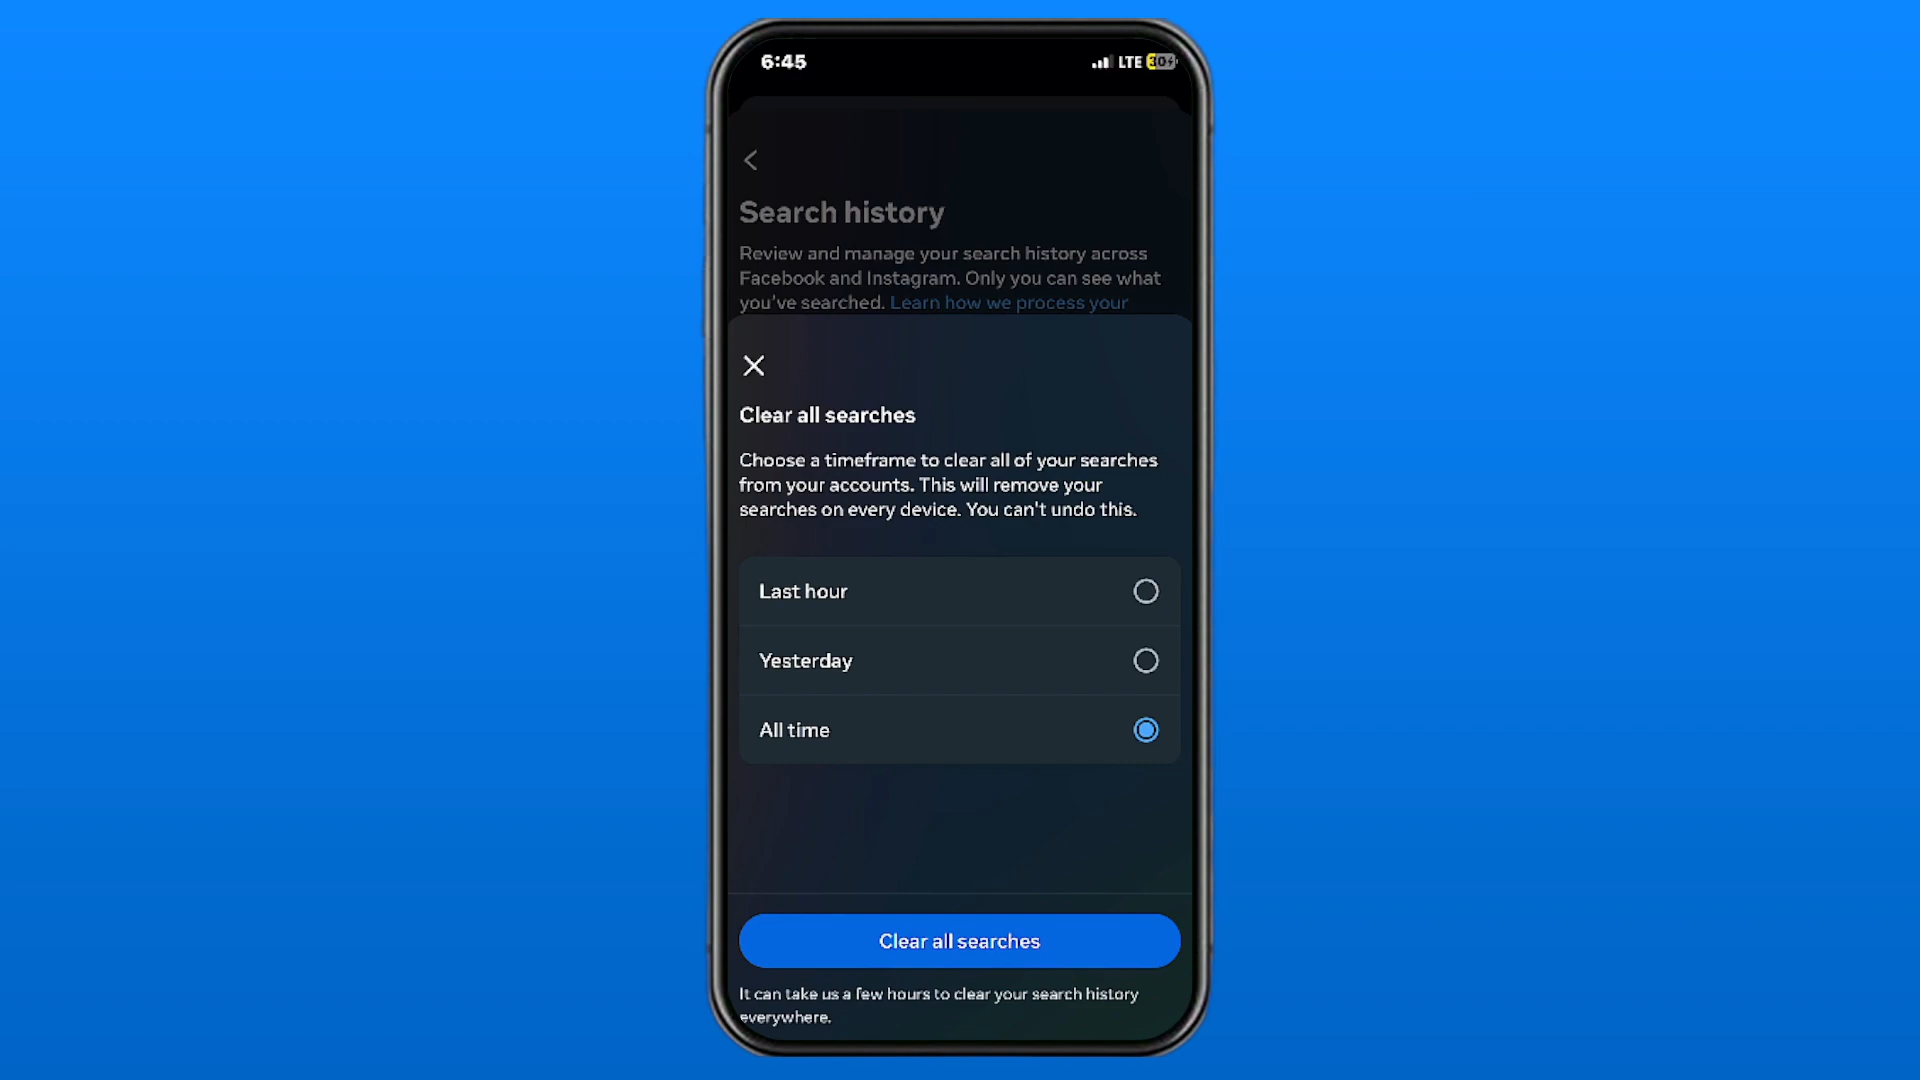 6:45 LTE 30
Search history
Review and manage your search history across
Facebook and Instagram. Only you can see what
you've searched. Learn how we process your
Clear all searches
Choose a timeframe to clear all of your searches
from your accounts. This will remove your
searches on every device. You can't undo this.
Last hour
Yesterday
All time
Clear all searches
It can take us a few hours to clear your search history
everywhere.